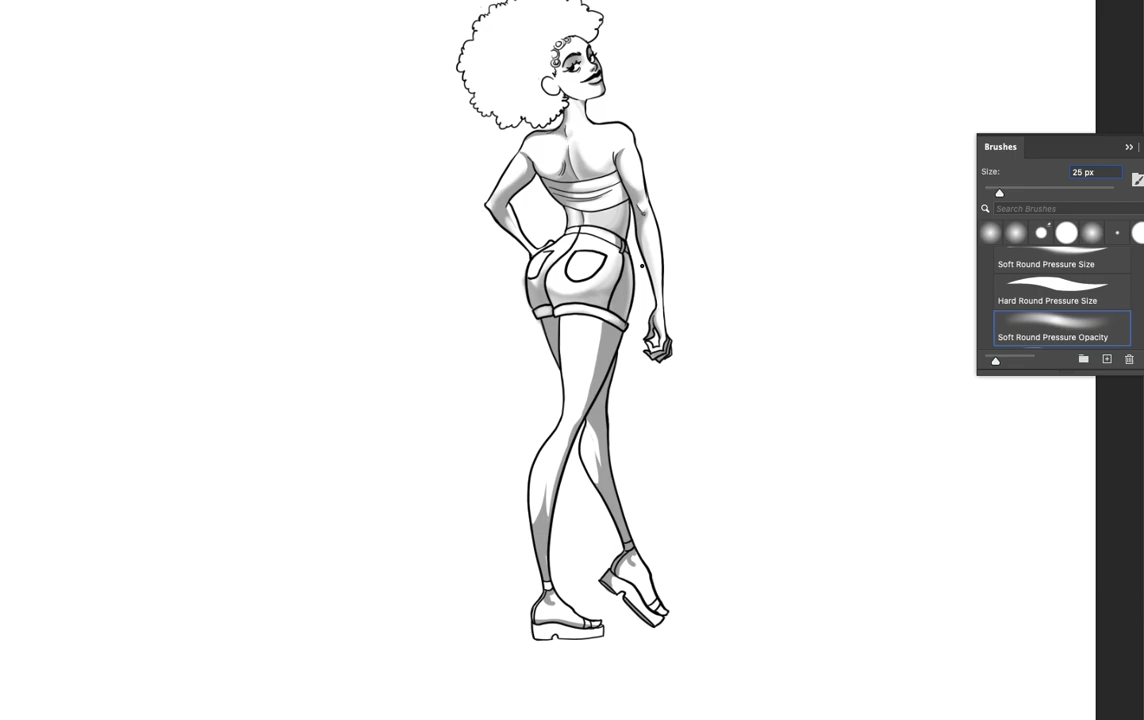 Brushes
Size:
25 px
Search Brushes
Soft Round Pressure Size
Hard Round Pressure Size
Soft Round Pressure Opacity